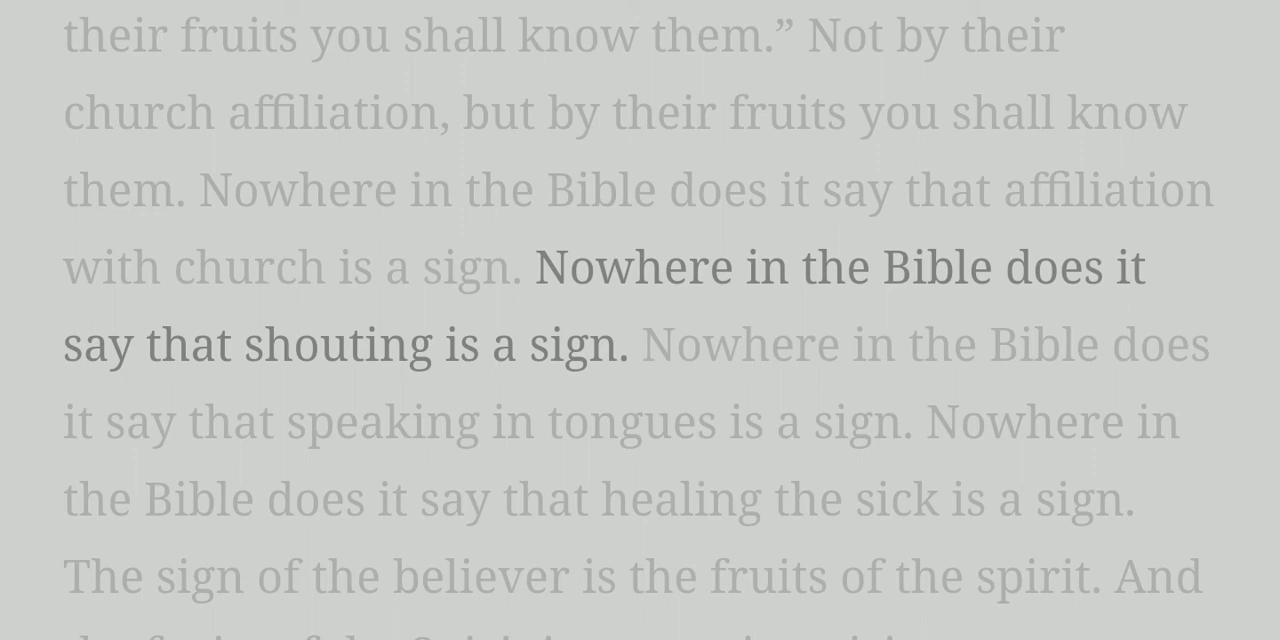 their fruits you shall know them.” Not by their
church affiliation, but by their fruits you shall know
them. Nowhere in the Bible does it say that affiliation
with church is a sign. Nowhere in the Bible does it
say that shouting is a sign. Nowhere in the Bible does
it say that speaking in tongues is a sign. Nowhere in
the Bible does it say that healing the sick is a sign.
The sign of the believer is the fruits of the spirit. And